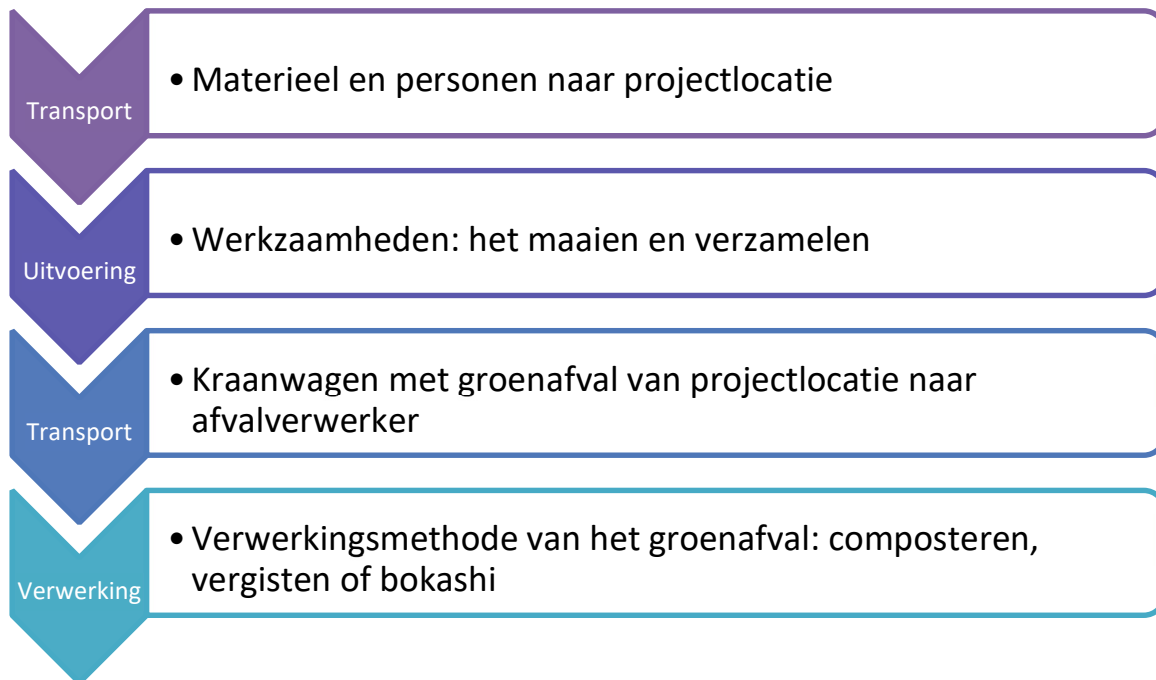 Transport
• Materieel en personen naar projectlocatie
Uitvoering
• Werkzaamheden: het maaien en verzamelen
Transport
• Kraanwagen met groenafval van projectlocatie naar
afvalverwerker
Verwerking
• Verwerkingsmethode van het groenafval: composteren,
vergisten of bokashi